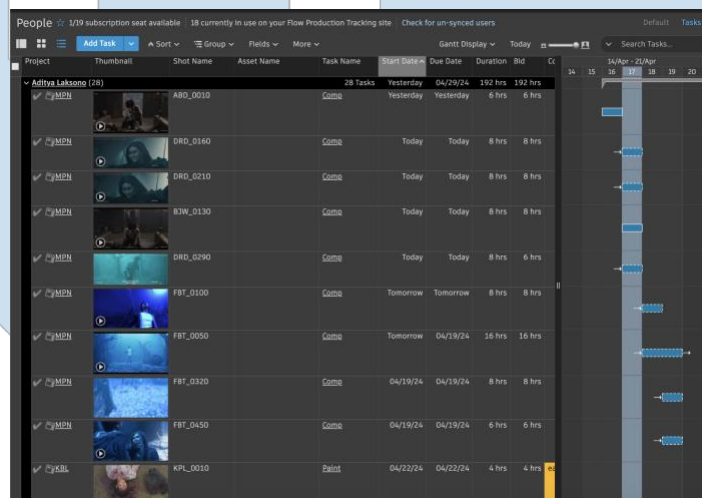 People ☆ 1/19 subscription seat available 18 currently in use on your Flow Production Tracking site Check for un-synced users Default Tasks
Add Task Sort Group Fields More Gantt Display Today Search Tasks...
Project Thumbnail Shot Name Asset Name Task Name Start Date Due Date Duration Bid 14/Apr - 21/Apr
14 15 16 17 18 19 20
Aditya Laksono (28) 28 Tasks Yesterday 04/29/24 192 hrs 192 hrs
MPN ABD_0010 Comp Yesterday Yesterday 6 hrs 6 hrs
MPN DRD_0160 Comp Today Today 8 hrs 8 hrs
MPN DRD_0210 Comp Today Today 8 hrs 8 hrs
MPN BJW_0130 Comp Today Today 8 hrs 8 hrs
MPN DRD_0290 Comp Today Today 8 hrs 6 hrs
MPN FBT_0100 Comp Tomorrow Tomorrow 8 hrs 8 hrs
MPN FBT_0050 Comp Tomorrow 04/19/24 16 hrs 16 hrs
MPN FBT_0320 Comp 04/19/24 04/19/24 8 hrs 8 hrs
MPN FBT_0450 Comp 04/19/24 04/19/24 6 hrs 6 hrs
KBL KPL_0010 Paint 04/22/24 04/22/24 4 hrs 4 hrs